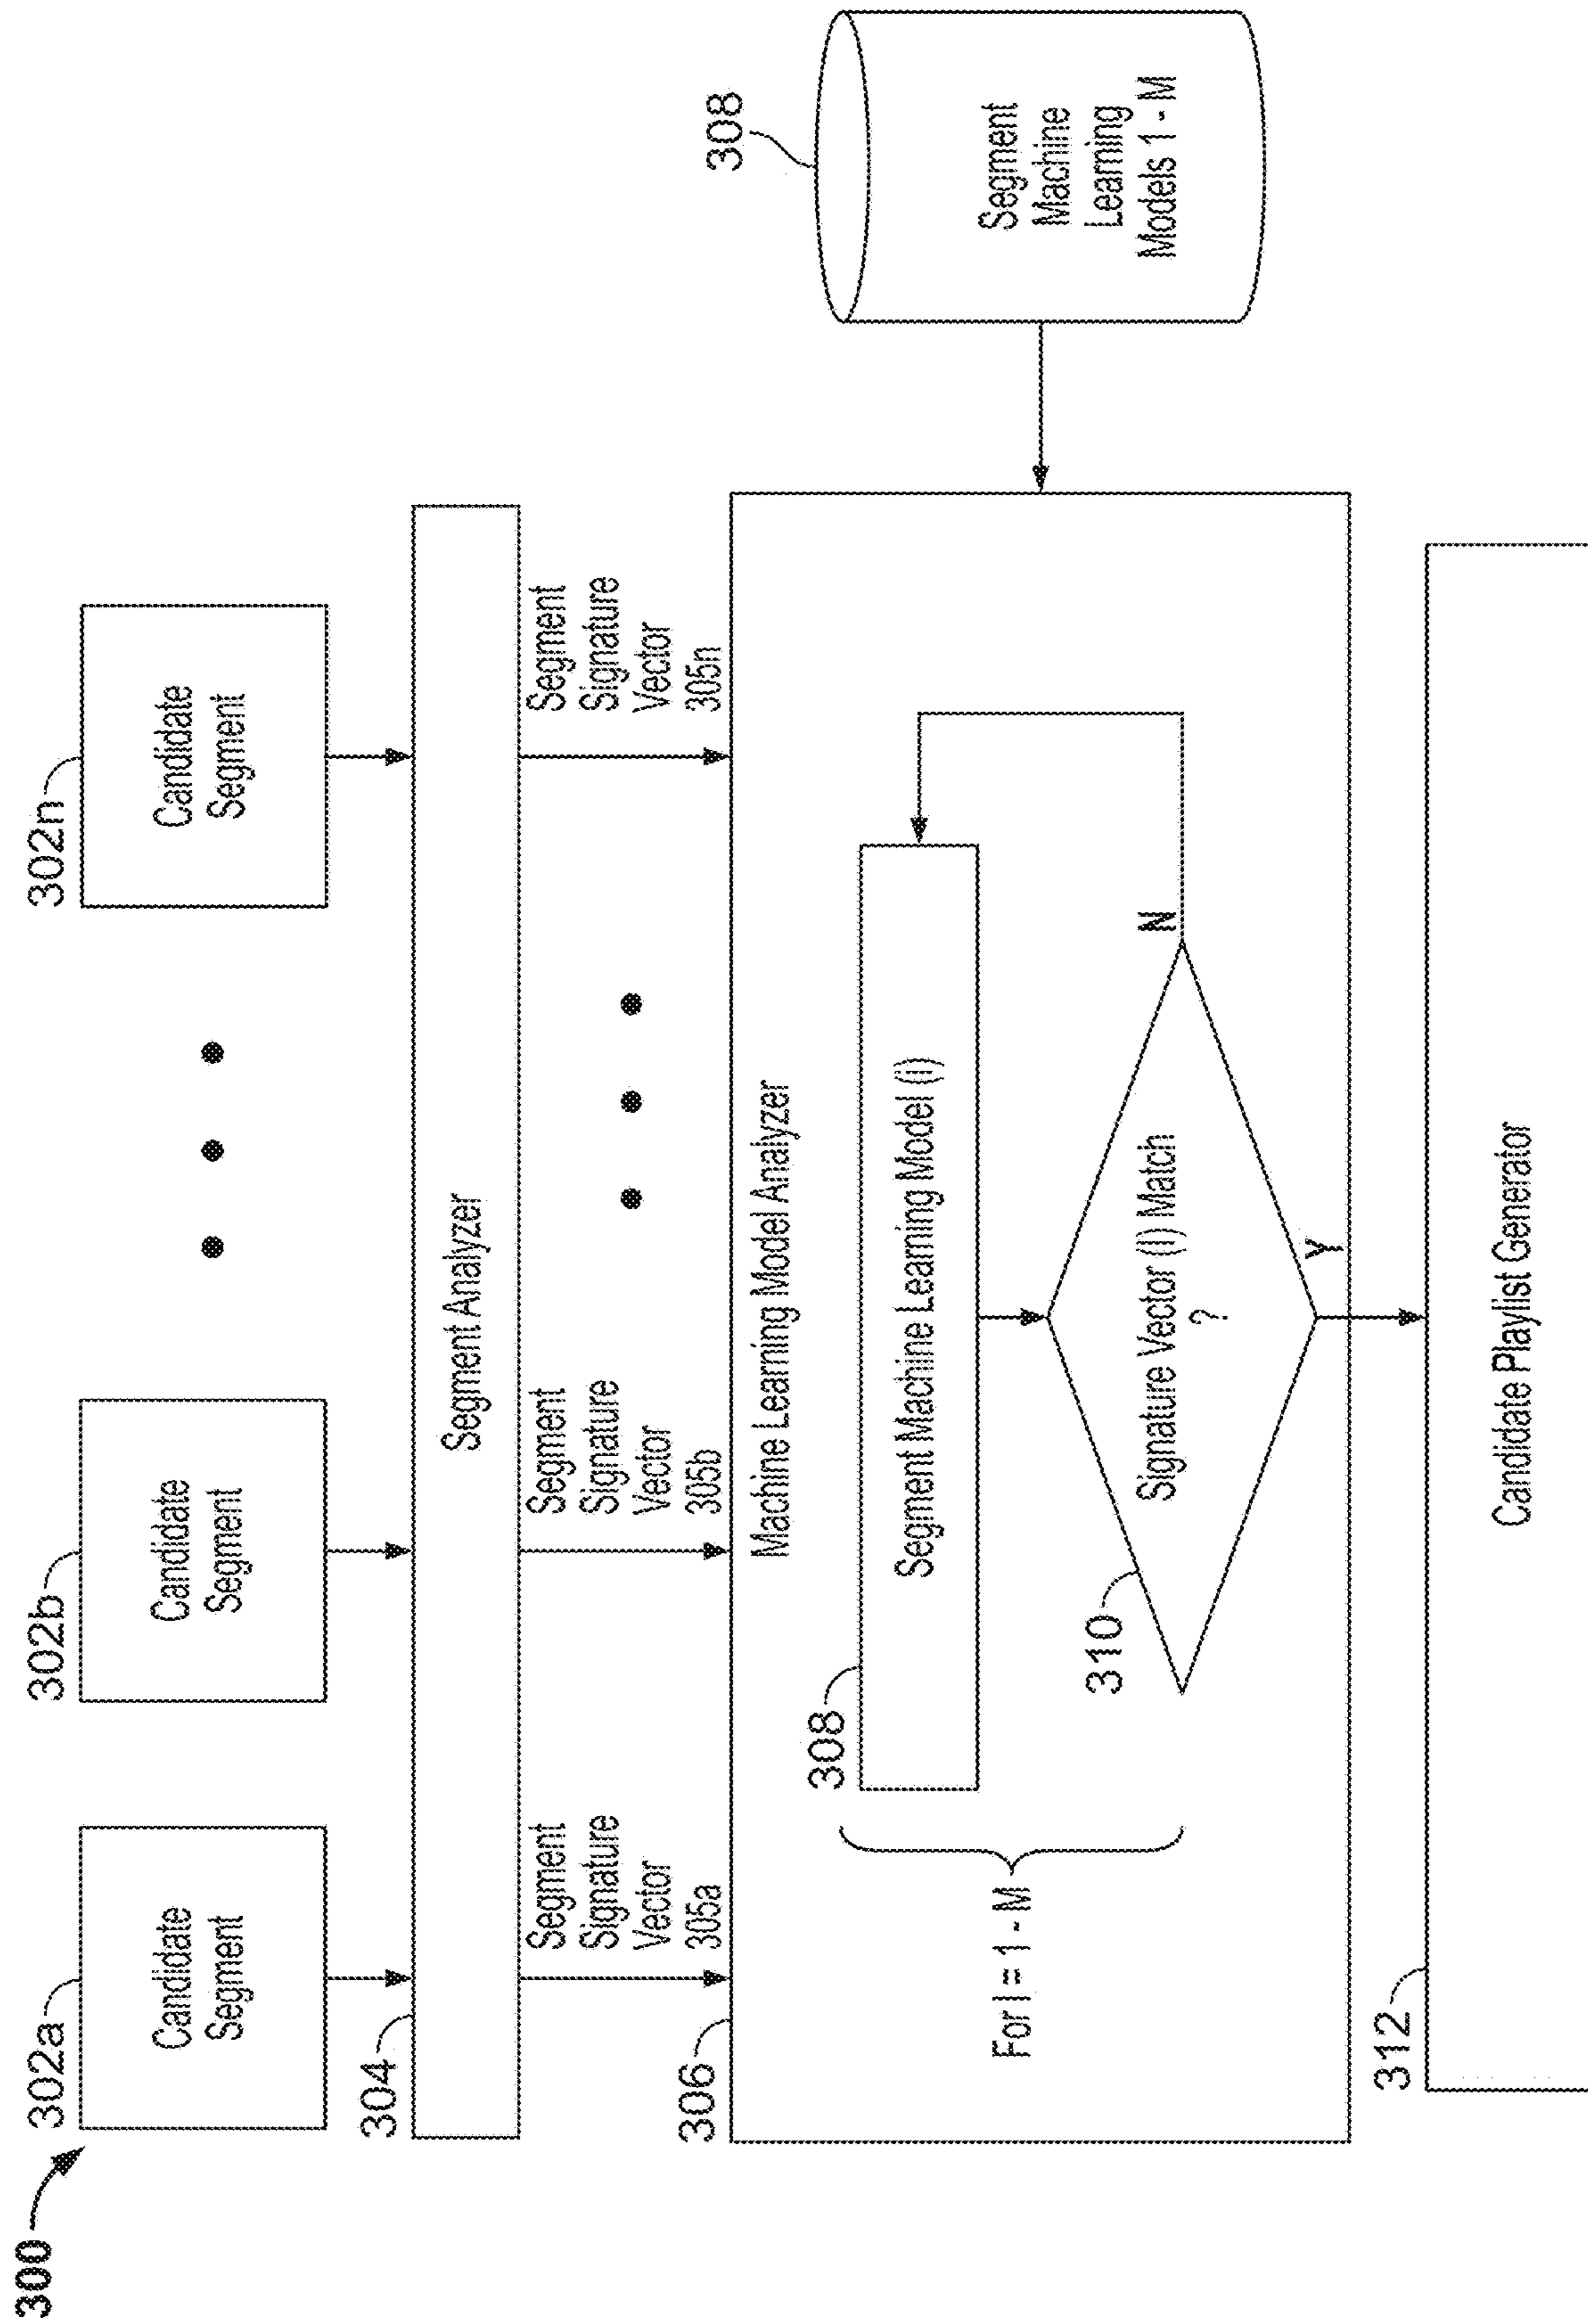 300
302a
302b
302n
Candidate
Segment
Candidate
Segment
Candidate
Segment
304
Segment Analyzer
Segment
Signature
Vector
305a
Segment
Signature
Vector
305b
Segment
Signature
Vector
305n
306
Machine Learning Model Analyzer
308
Segment
Machine
Learning
Models 1 - M
308
Segment Machine Learning Model (i)
For I = 1 - M
310
Signature Vector (I) Match
?
N
Y
312
Candidate Playlist Generator